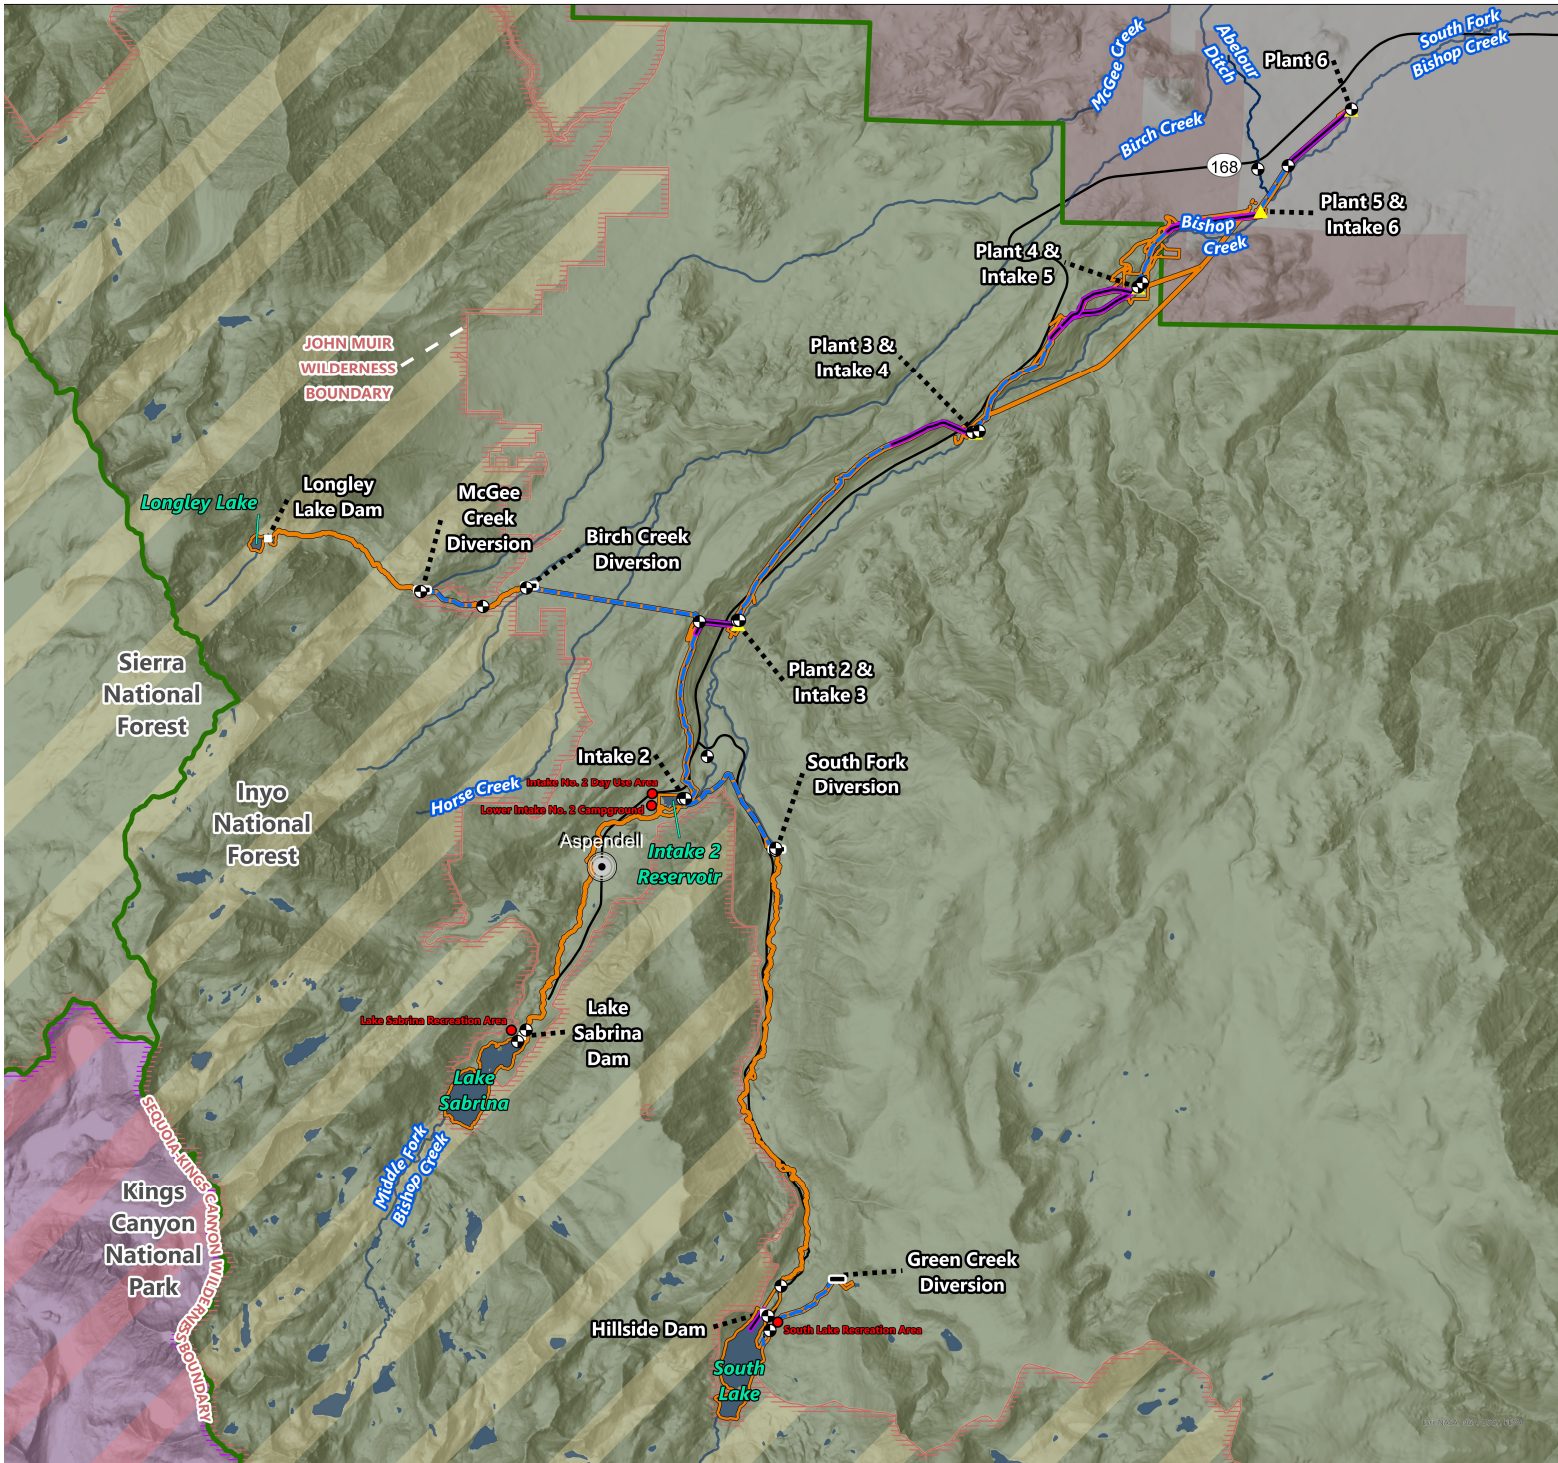 South Fork
Bishop Creek
McGee Creek
Abelour
Ditch
Plant 6
Birch Creek
168
Plant 5 &
Intake 6
Bishop
Creek
Plant 4 &
Intake 5
JOHN MUIR
WILDERNESS
BOUNDARY
Plant 3 &
Intake 4
Longley Lake
Longley
Lake Dam
McGee
Creek
Diversion
Birch Creek
Diversion
Sierra
National
Forest
Plant 2 &
Intake 3
Intake 2
South Fork
Diversion
Intake No. 2 Day Use Area
Lower Intake No. 2 Campground
Horse Creek
Inyo
National
Forest
Aspendell
Intake 2
Reservoir
Lake Sabrina Recreation Area
Lake
Sabrina
Dam
Lake
Sabrina
Middle Fork
Bishop Creek
SEQUOIA-KINGS CANYON WILDERNESS BOUNDARY
Kings
Canyon
National
Park
Green Creek
Diversion
Hillside Dam
South Lake Recreation Area
South
Lake